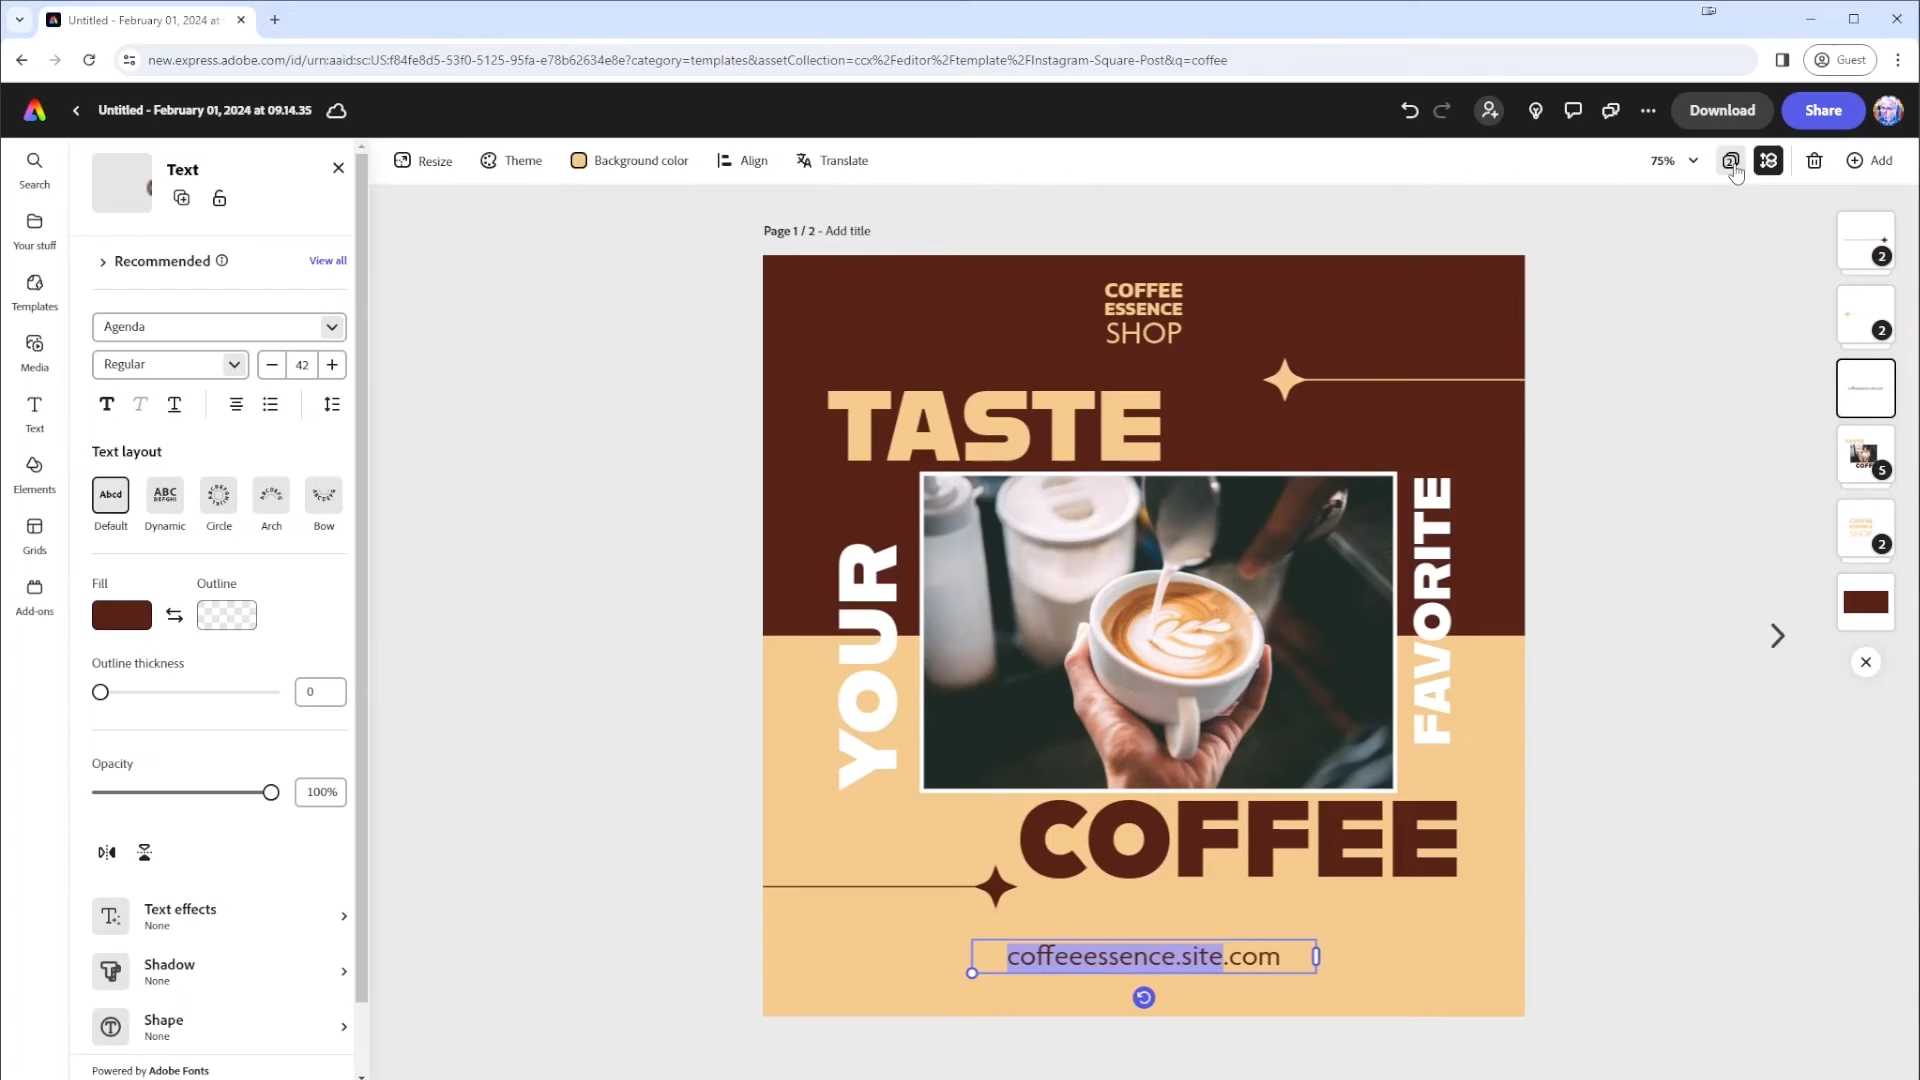 Untitled - February 01, 2024 at
new.express.adobe.com/id/urn:aaid:sc:US:f84fe8d5-53f0-5125-95fa-e78b62634e8e?category=templates&assetCollection=ccx%2Feditor%2Ftemplate%2FInstagram-Square-Post&q=coffee
Guest
Untitled - February 01, 2024 at 09.14.35
Download
Share
Resize
Theme
Background color
Align
Translate
75%
2
Add
Search
Your stuff
Templates
Media
Text
Elements
Grids
Add-ons
Text
Recommended
View all
Agenda
Regular
42
Text layout
Abcd
ABC
DEFGHI
Default
Dynamic
Circle
Arch
Bow
Fill
Outline
Outline thickness
0
Opacity
100%
Text effects
None
Shadow
None
Shape
None
Powered by Adobe Fonts
Page 1 / 2 - Add title
COFFEE
ESSENCE
SHOP
TASTE
YOUR
FAVORITE
COFFEE
coffeeessence.site.com
2
2
5
2